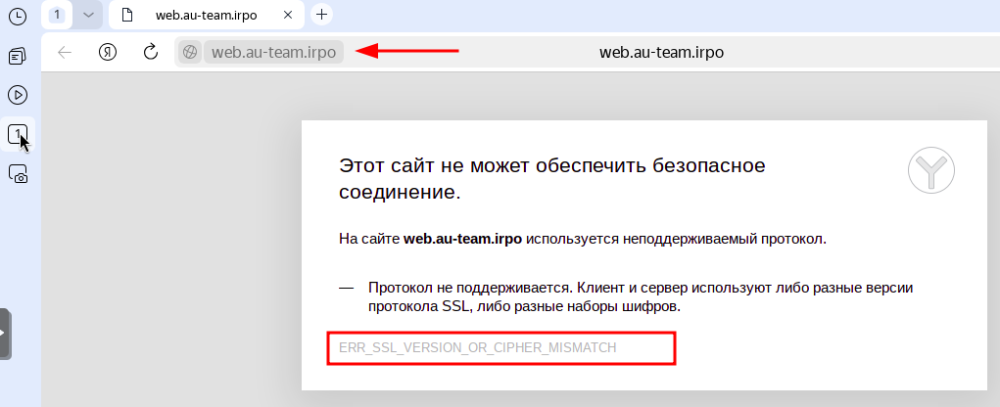 1
web.au-team.irpo
Я
web.au-team.irpo
web.au-team.irpo
1
Этот сайт не может обеспечить безопасное
соединение.
На сайте web.au-team.irpo используется неподдерживаемый протокол.
— Протокол не поддерживается. Клиент и сервер используют либо разные версии
протокола SSL, либо разные наборы шифров.
ERR_SSL_VERSION_OR_CIPHER_MISMATCH